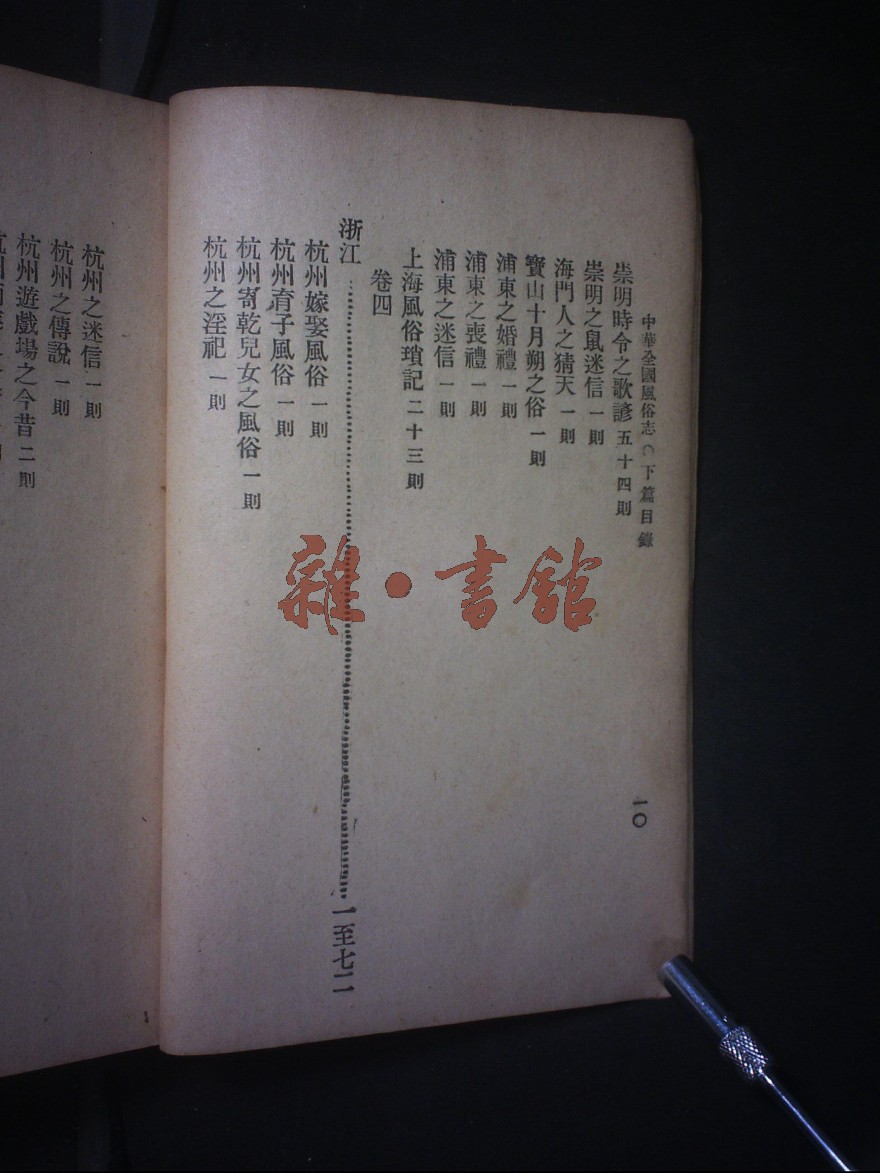 中華全國風俗志 下篇目錄
一〇
崇明時令之歌諺 五十四則
崇明之鼠迷信 一則
海門人之猜天 一則
寶山十月朔之俗 一則
浦東之婚禮 一則
浦東之喪禮 一則
浦東之迷信 一則
上海風俗瑣記 二十三則
卷四
浙江……一至七二
杭州嫁娶風俗 一則
杭州育子風俗 一則
杭州寄乾兒女之風俗 一則
杭州之淫祀 一則
杭州之迷信 一則
杭州之傳說 一則
杭州遊戲場之今昔 二則
雜·書館